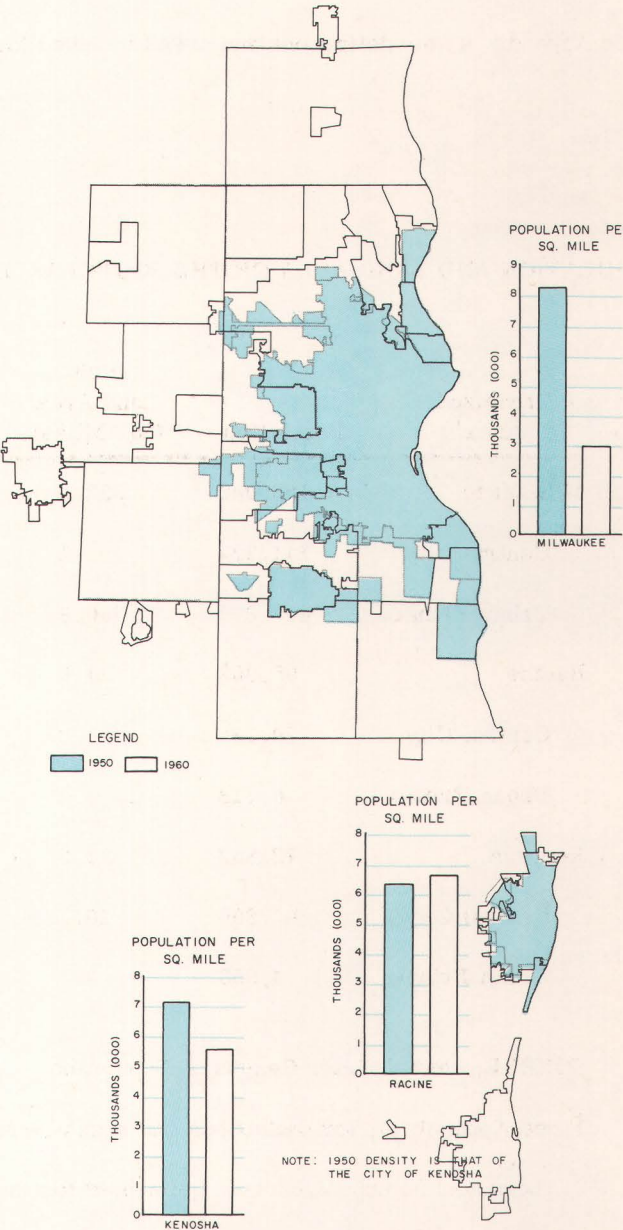 POPULATION PE
SQ. MILE
THOUSANDS (000)
9
8
7
6
5
4
3
2
1
0
MILWAUKEE
LEGEND
1950
1960
POPULATION PER
SQ. MILE
THOUSANDS (000)
8
7
6
5
4
3
2
1
0
RACINE
POPULATION PER
SQ. MILE
THOUSANDS (000)
8
7
6
5
4
3
2
1
0
KENOSHA
NOTE: 1950 DENSITY IS THAT OF
THE CITY OF KENOSHA